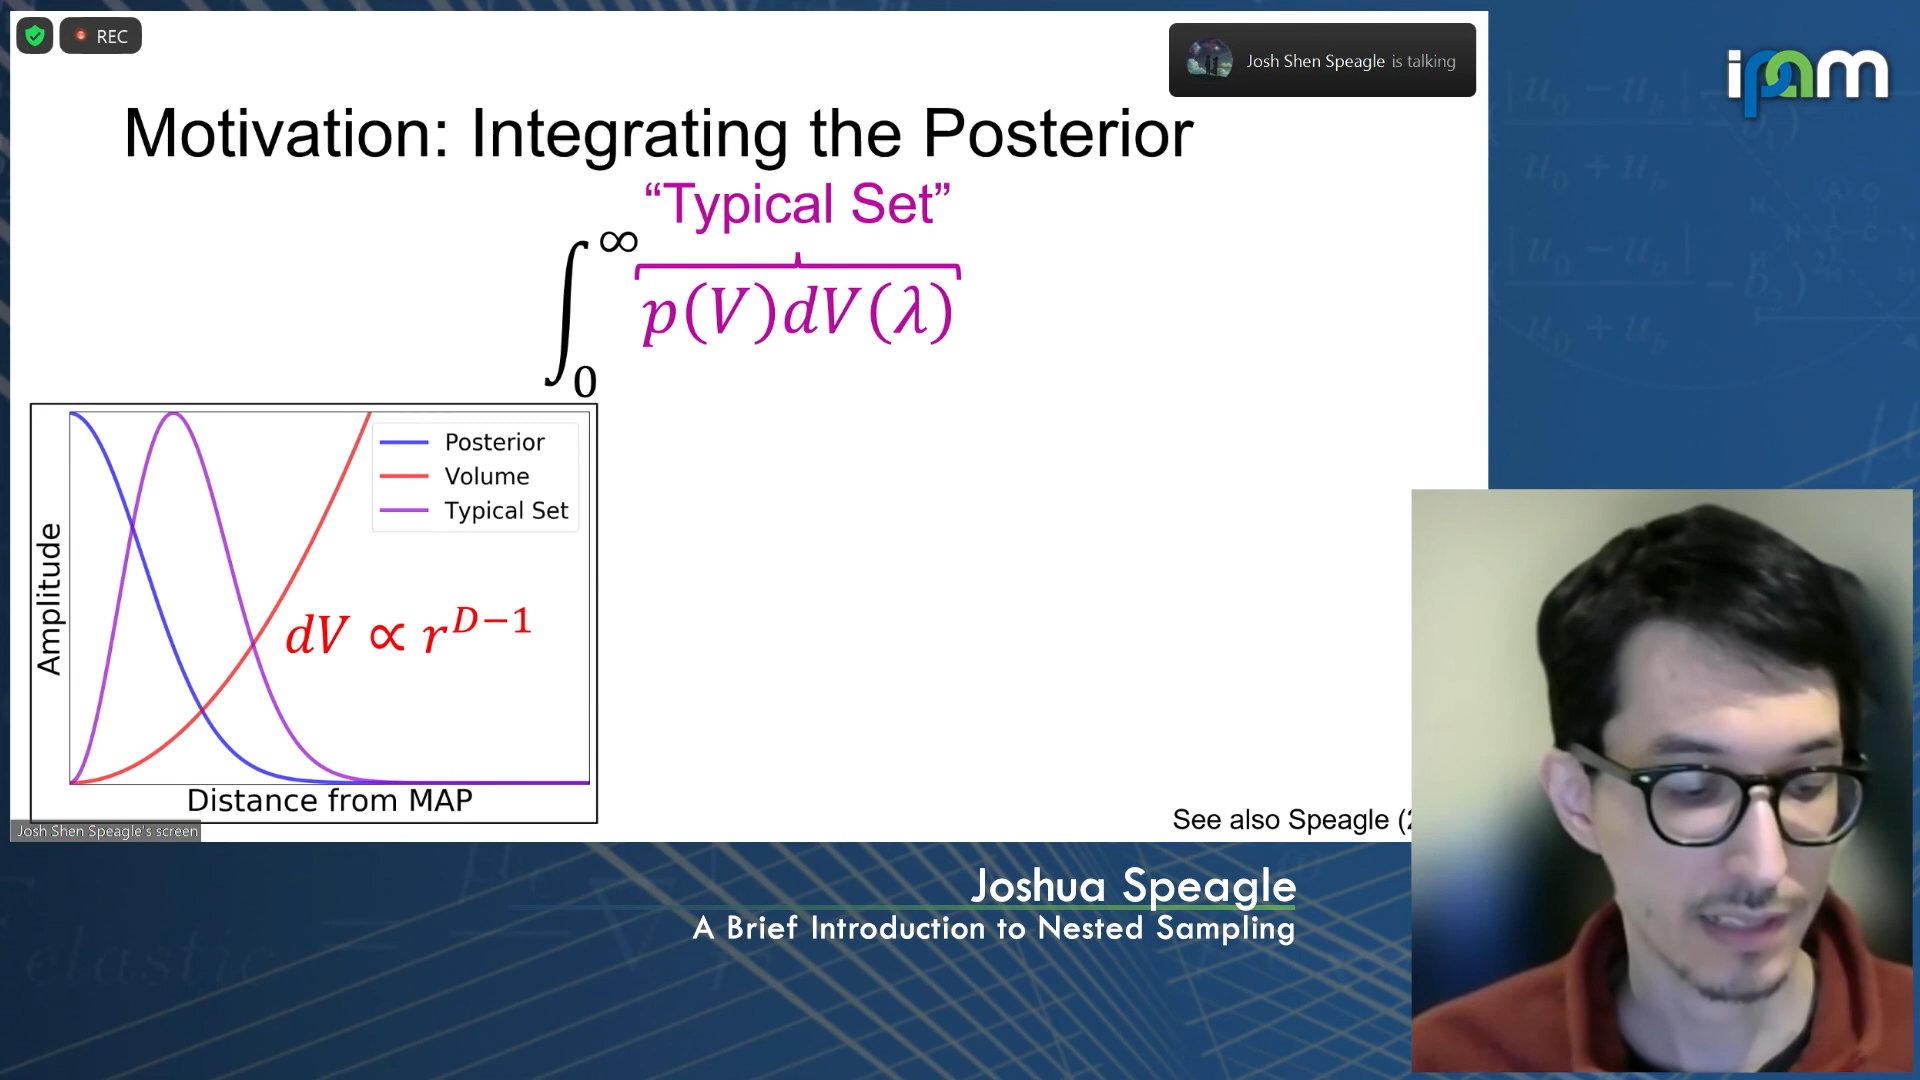 REC
Josh Shen Speagle is talking
ipam
Motivation: Integrating the Posterior
“Typical Set”
∫₀^∞ p(V)dV(λ)
Posterior
Volume
Typical Set
Amplitude
dV ∝ r^{D−1}
Distance from MAP
Josh Shen Speagle's screen
See also Speagle (
Joshua Speagle
A Brief Introduction to Nested Sampling